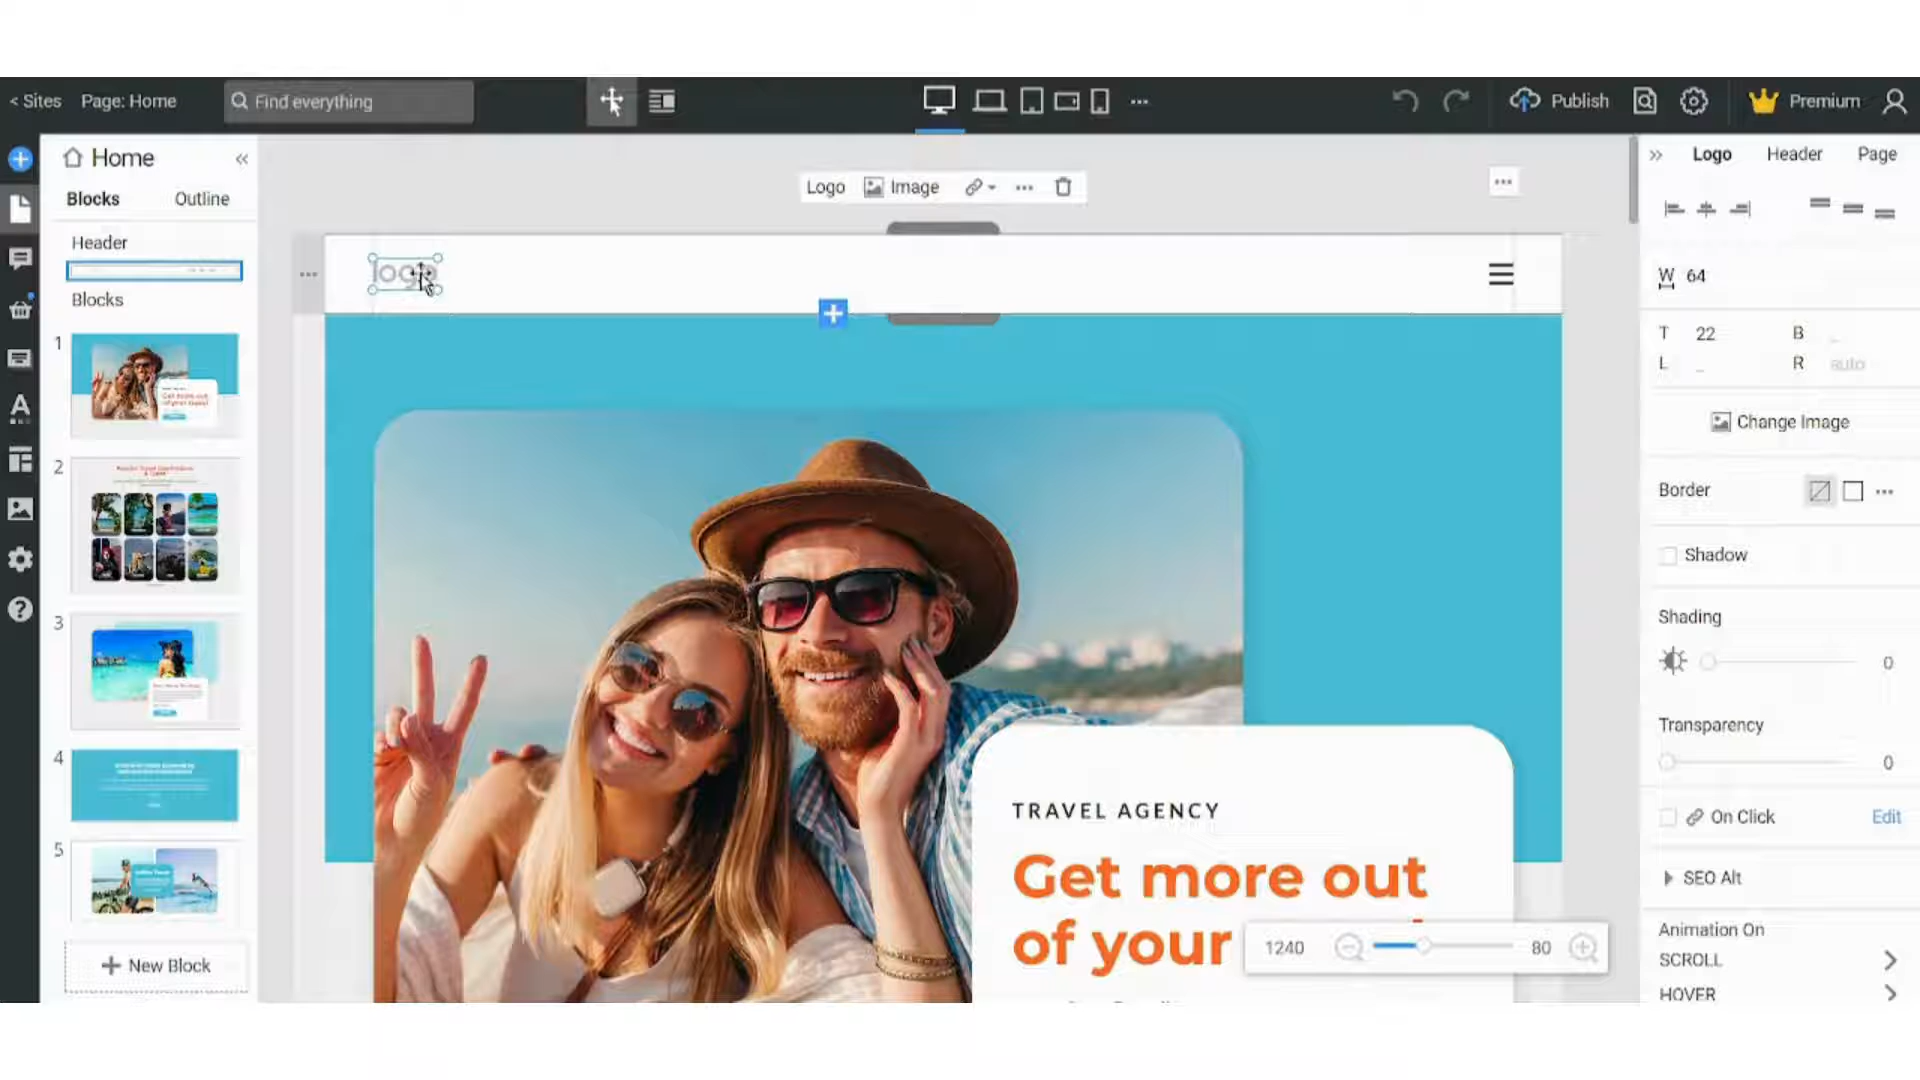 < Sites
Page: Home
Find everything
Publish
Premium
Home
Blocks
Outline
Header
Blocks
1
2
3
4
5
New Block
Logo
Image
logo
TRAVEL AGENCY
Get more out
of your
1240
80
Logo
Header
Page
W 64
T 22
B
L
R auto
Change Image
Border
Shadow
Shading
0
Transparency
0
On Click
Edit
SEO Alt
Animation On
SCROLL
HOVER